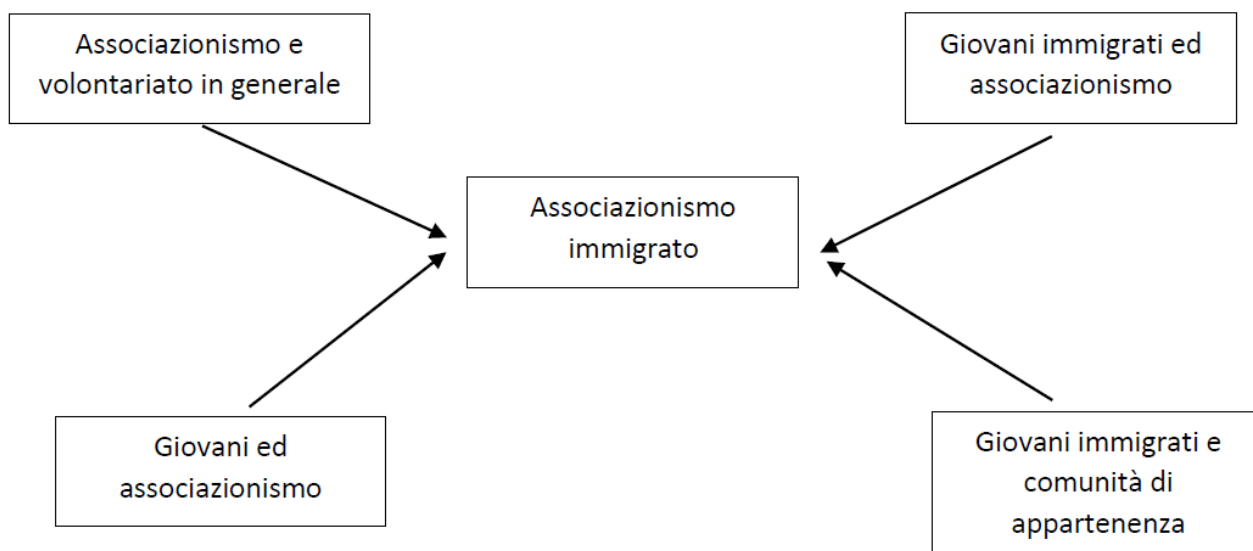 Associazionismo e
volontariato in generale
Giovani immigrati ed
associazionismo
Associazionismo
immigrato
Giovani ed
associazionismo
Giovani immigrati e
comunità di
appartenenza